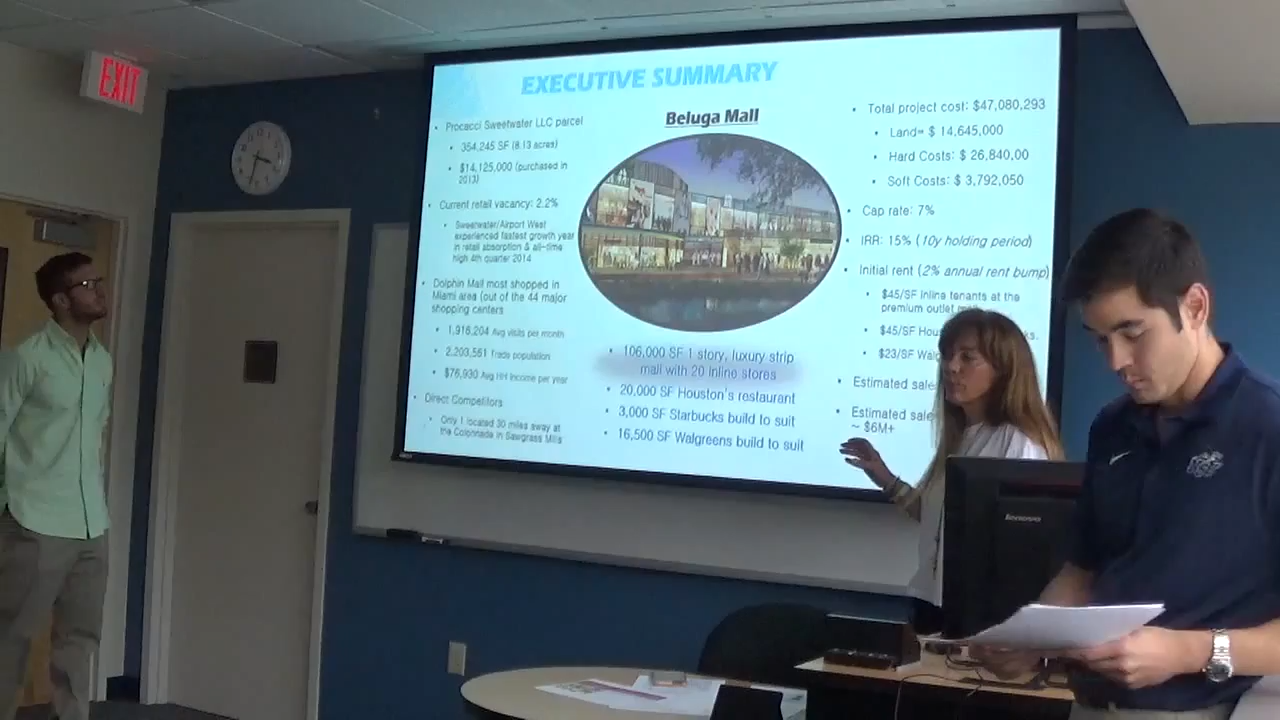 EXIT
EXECUTIVE SUMMARY
Beluga Mall
• Procacci Sweetwater LLC parcel
• 354,245 SF (8.13 acres)
• $14,125,000 (purchased in
2013)
• Current retail vacancy: 2.2%
• Sweetwater/Airport West
experienced fastest growth year
in retail absorption & all-time
high 4th quarter 2014
• Dolphin Mall most shopped in
Miami area (out of the 44 major
shopping centers
• 1,916,204 Avg visits per month
• 2,203,561 Trade population
• $76,930 Avg HH income per year
• Direct Competitors
• Only 1 located 30 miles away at
the Colonnade in Sawgrass Mills
• 106,000 SF 1 story, luxury strip
mall with 20 inline stores
• 20,000 SF Houston's restaurant
• 3,000 SF Starbucks build to suit
• 16,500 SF Walgreens build to suit
• Total project cost: $47,080,293
• Land= $ 14,645,000
• Hard Costs: $ 26,840,00
• Soft Costs: $ 3,792,050
• Cap rate: 7%
• IRR: 15% (10y holding period)
• Initial rent (2% annual rent bump)
• $45/SF Inline tenants at the
premium outlet
• $45/SF
• $23/SF
• Estimated
• Estimated
~ $6M+
lenovo